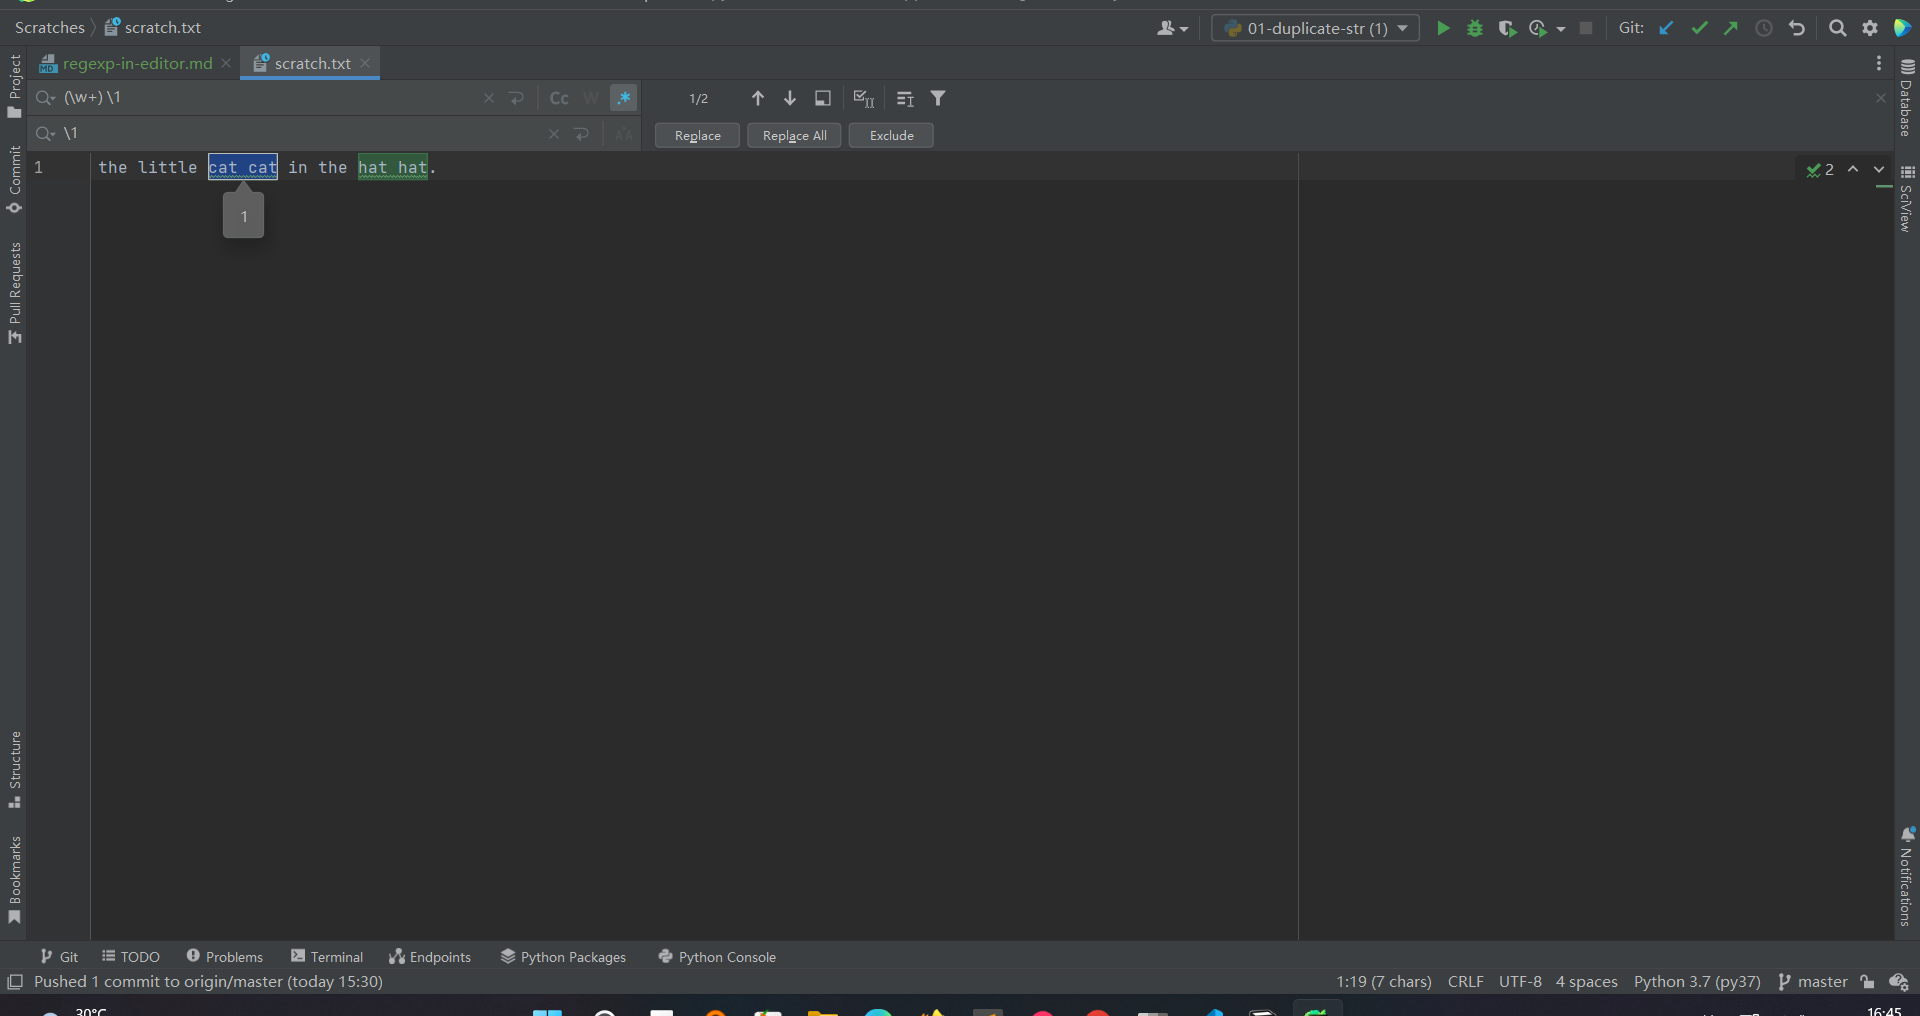 Scratches scratch.txt 01-duplicate-str (1) Git:
regexp-in-editor.md scratch.txt
(\w+) \1 Cc W .* 1/2
\1 Replace Replace All Exclude
1 the little cat cat in the hat hat. 2
1
Project
Commit
Pull Requests
Structure
Bookmarks
Database
SciView
Notifications
Git TODO Problems Terminal Endpoints Python Packages Python Console
Pushed 1 commit to origin/master (today 15:30) 1:19 (7 chars) CRLF UTF-8 4 spaces Python 3.7 (py37) master
30°C 16:45